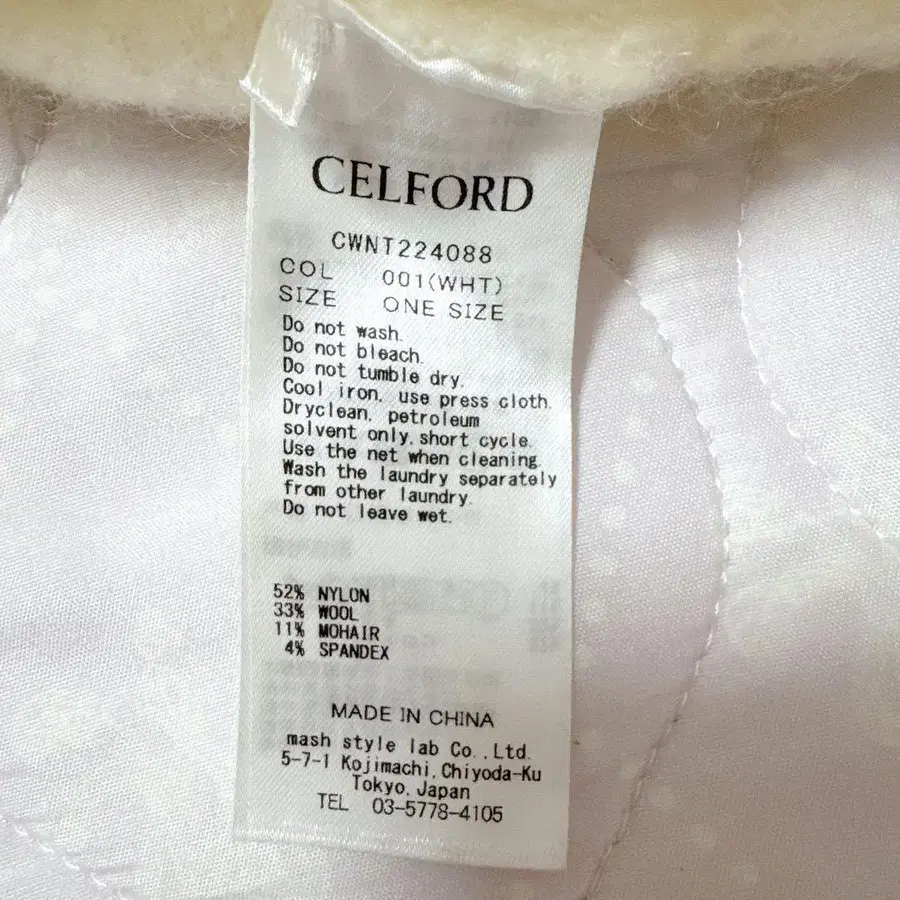 CELFORD
CWNT224088
COL 001(WHT)
SIZE ONE SIZE
Do not wash.
Do not bleach.
Do not tumble dry.
Cool iron, use press cloth.
Dryclean, petroleum
solvent only, short cycle.
Use the net when cleaning.
Wash the laundry separately
from other laundry.
Do not leave wet.
52% NYLON
33% WOOL
11% MOHAIR
4% SPANDEX
MADE IN CHINA
mash style lab Co.,Ltd.
5-7-1 Kojimachi,Chiyoda-Ku
Tokyo,Japan
TEL 03-5778-4105